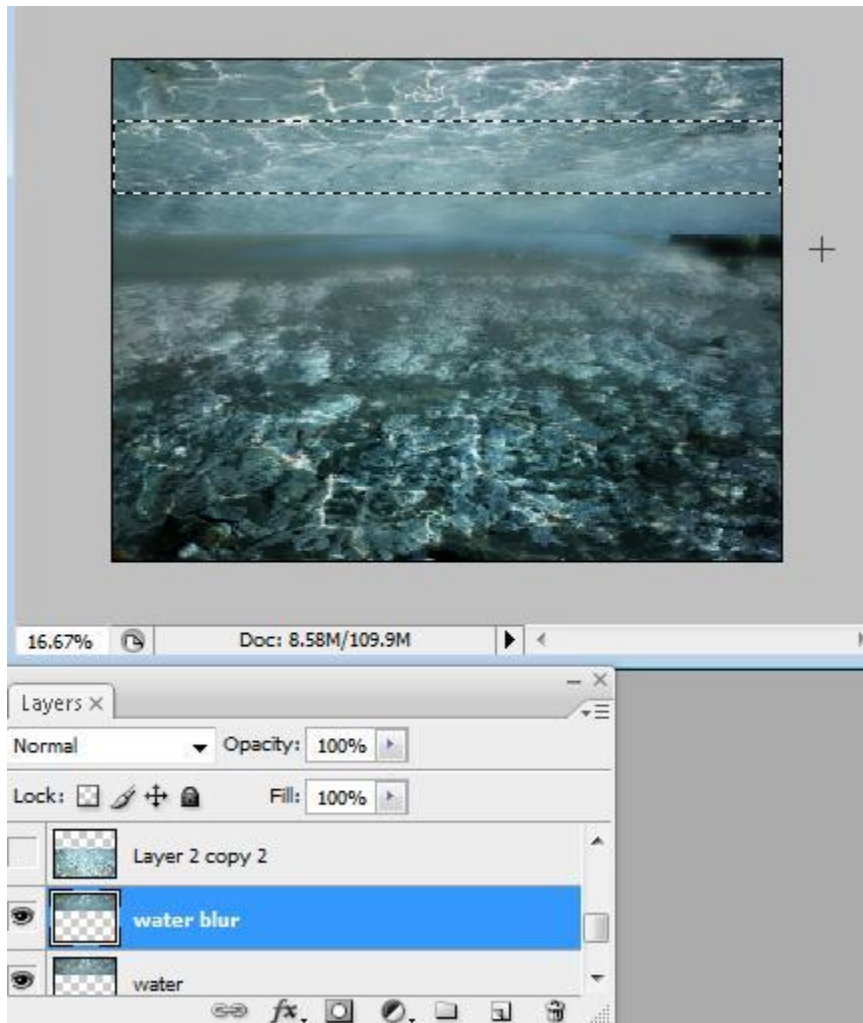 16.67% Doc: 8.58M/109.9M
Layers
Normal Opacity: 100%
Lock: Fill: 100%
Layer 2 copy 2
water blur
water
fx.